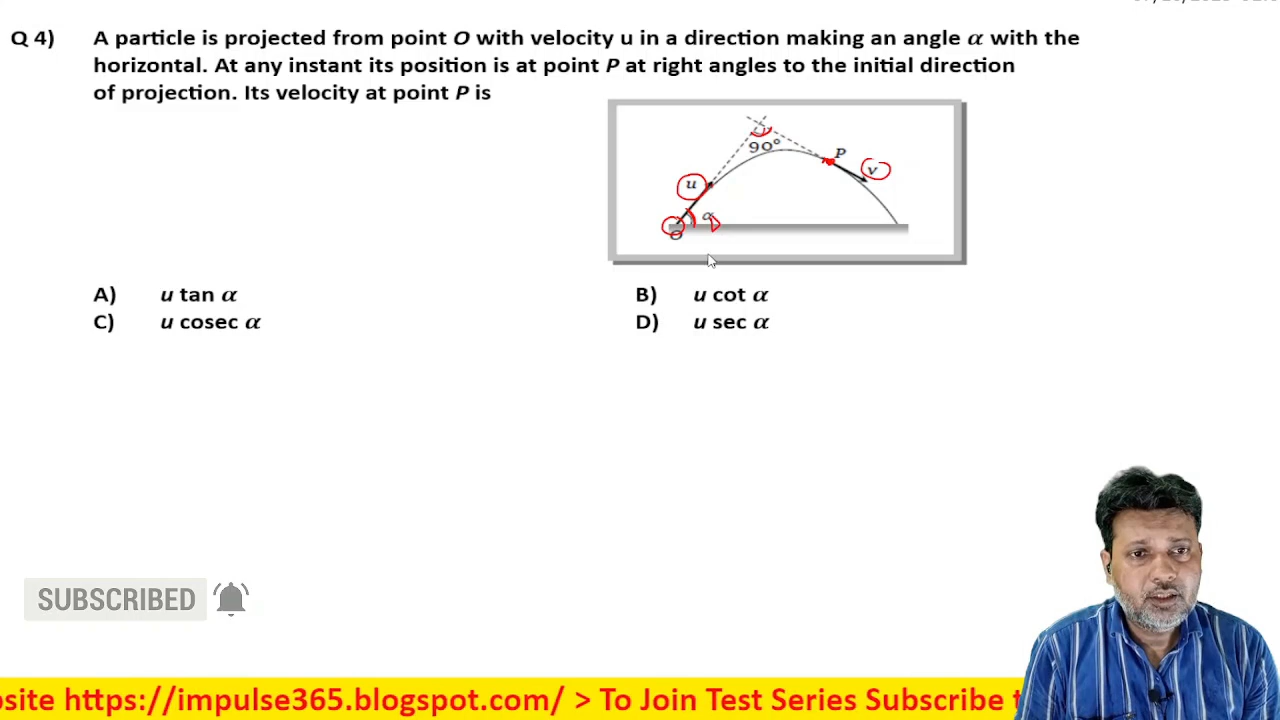 Q 4) A particle is projected from point O with velocity u in a direction making an angle α with the
horizontal. At any instant its position is at point P at right angles to the initial direction
of projection. Its velocity at point P is
90°
P
u
v
α
O
A) u tan α B) u cot α
C) u cosec α D) u sec α
SUBSCRIBED
https://impulse365.blogspot.com/ > To Join Test Series Subscribe